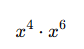 x⁴ · x⁶